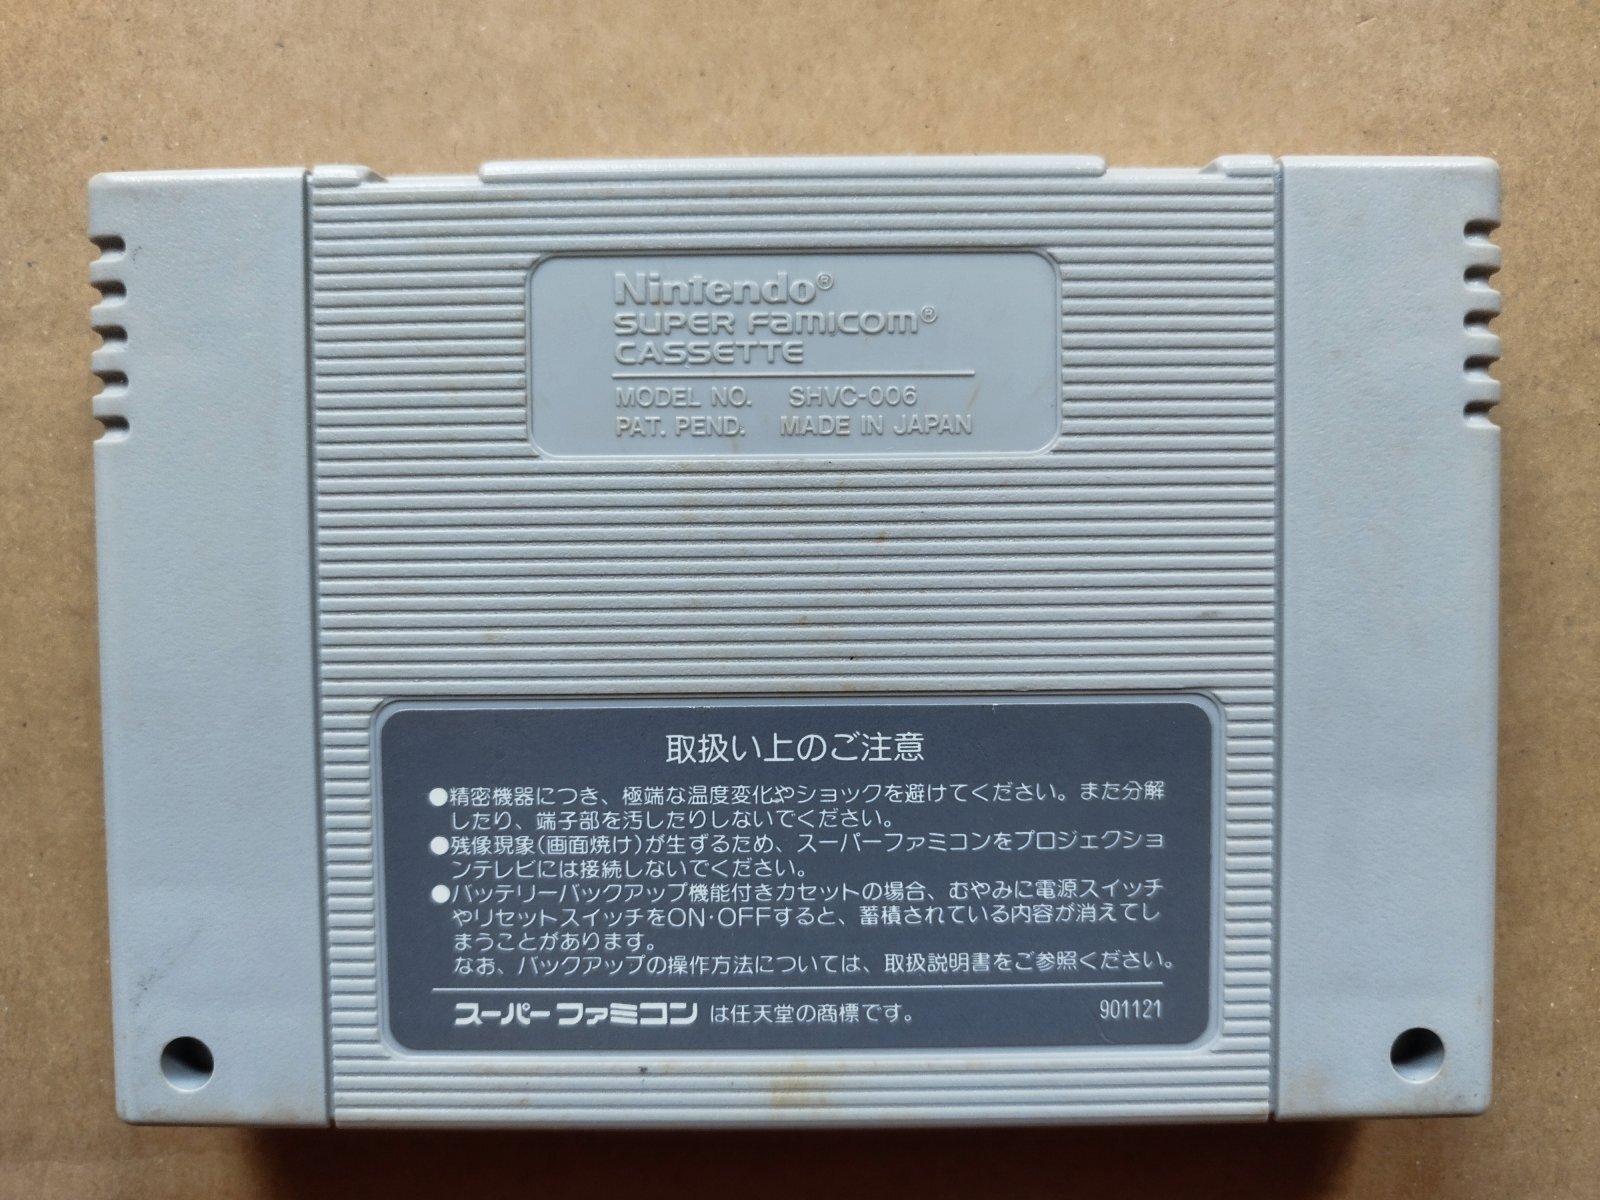 Nintendo®
SUPER FAMICOM®
CASSETTE
MODEL NO. SHVC-006
PAT. PEND. MADE IN JAPAN
取扱い上のご注意
●精密機器につき、極端な温度変化やショックを避けてください。また分解
したり、端子部を汚したりしないでください。
●残像現象(画面焼け)が生ずるため、スーパーファミコンをプロジェクショ
ンテレビには接続しないでください。
●バッテリーバックアップ機能付きカセットの場合、むやみに電源スイッチ
やリセットスイッチをON・OFFすると、蓄積されている内容が消えてし
まうことがあります。
なお、バックアップの操作方法については、取扱説明書をご参照ください。
スーパーファミコンは任天堂の商標です。 901121